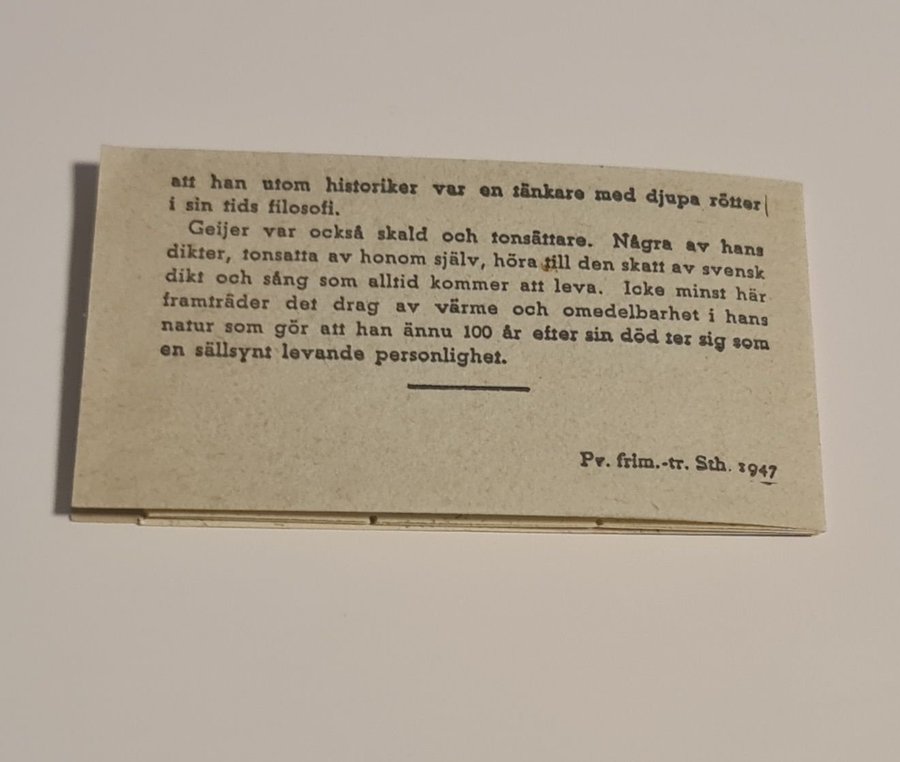 att han utom historiker var en tänkare med djupa rötter
i sin tids filosofi.
Geijer var också skald och tonsättare. Några av hans
dikter, tonsatta av honom själv, höra till den skatt av svensk
dikt och sång som alltid kommer att leva. Icke minst här
framträder det drag av värme och omedelbarhet i hans
natur som gör att han ännu 100 år efter sin död ter sig som
en sällsynt levande personlighet.
Pv. frim.-tr. Sth. 1947